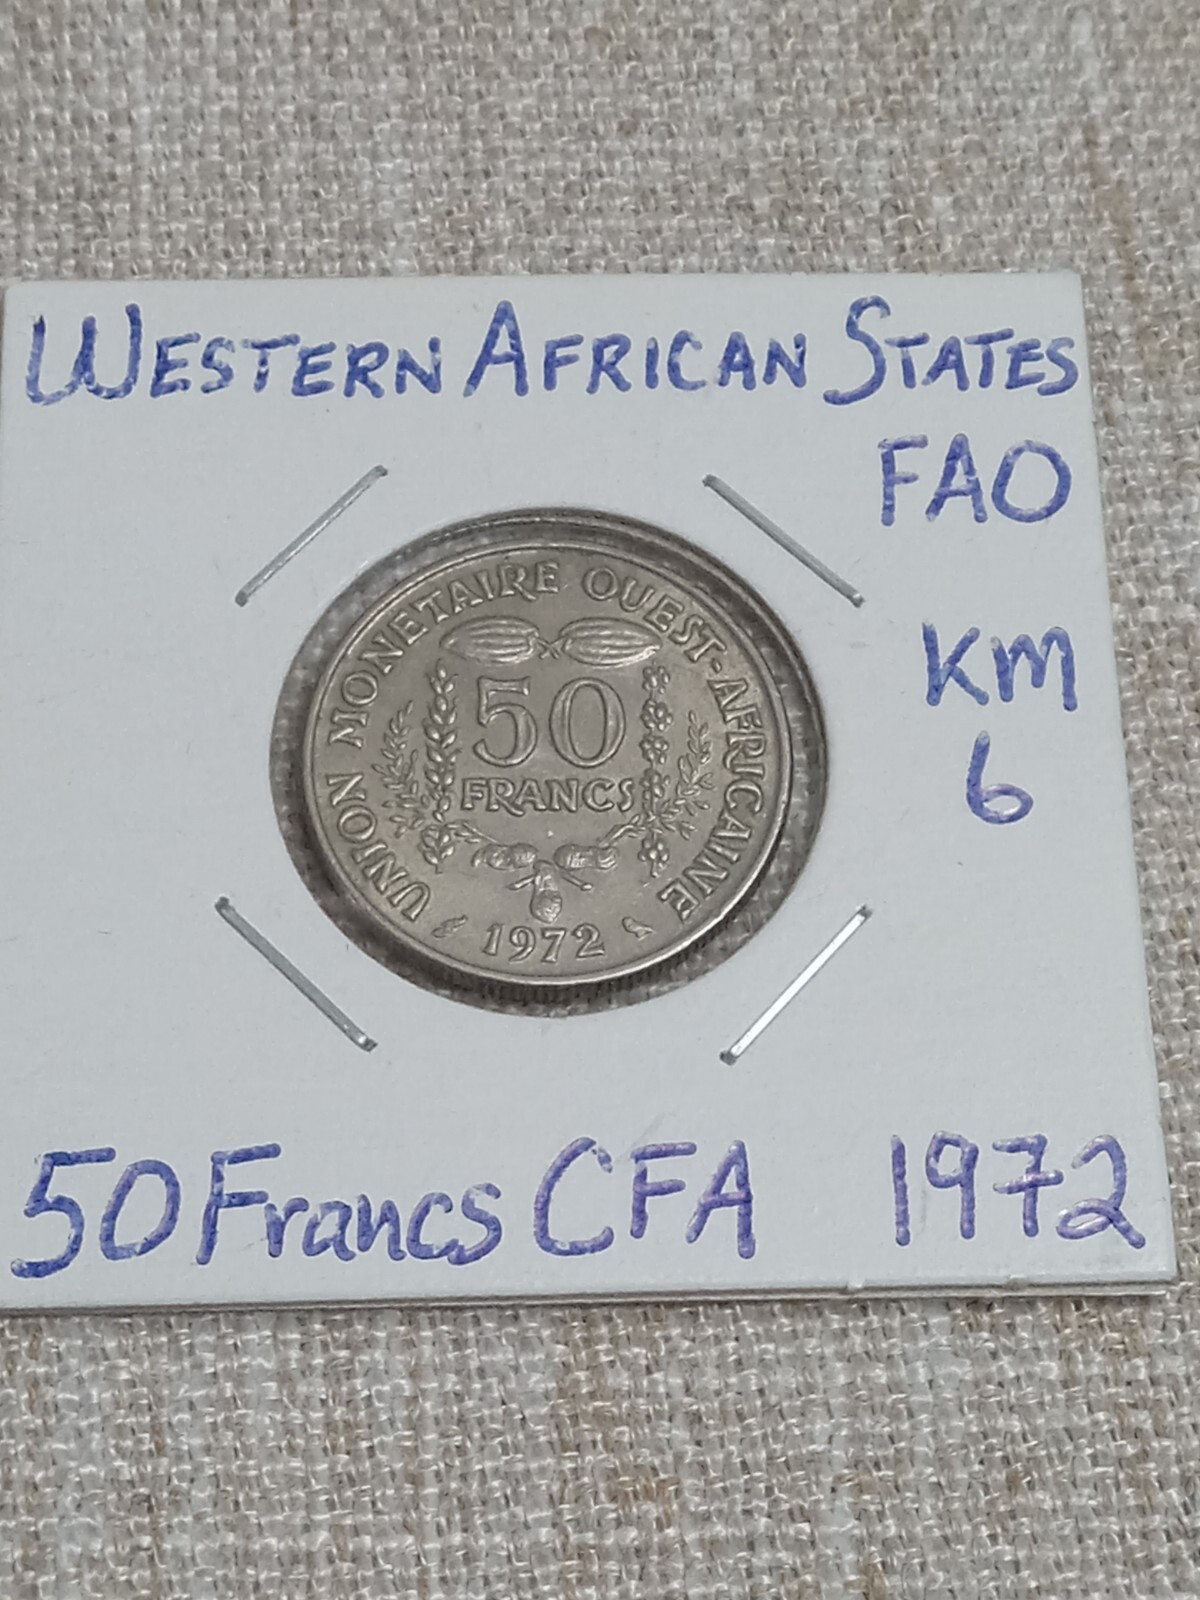 WESTERN AFRICAN STATES
FAO
KM
6
UNION MONETAIRE OUEST-AFRICAINE
50
FRANCS
1972
50 Francs CFA 1972